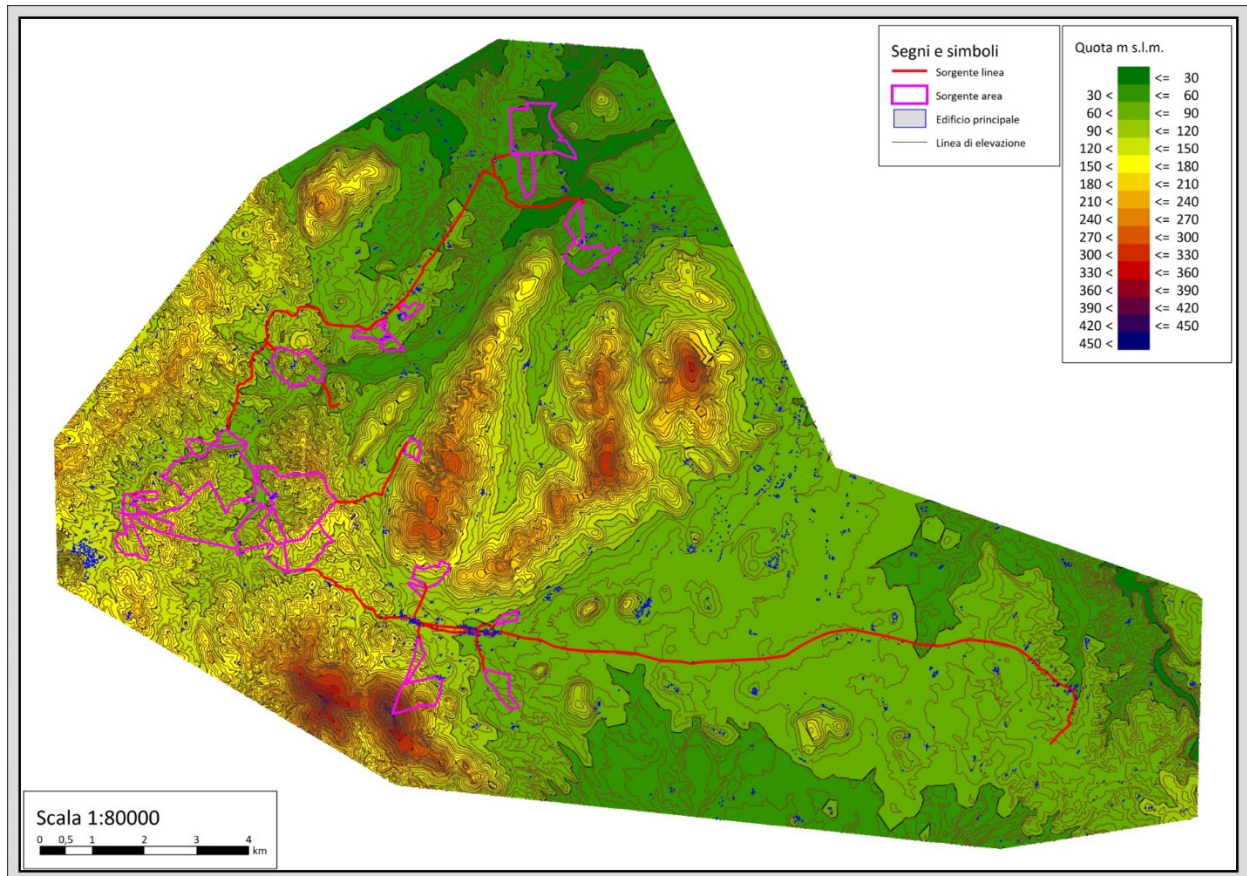 Segni e simboli
Sorgente linea
Sorgente area
Edificio principale
Linea di elevazione
Quota m s.l.m.
<= 30
30 < <= 60
60 < <= 90
90 < <= 120
120 < <= 150
150 < <= 180
180 < <= 210
210 < <= 240
240 < <= 270
270 < <= 300
300 < <= 330
330 < <= 360
360 < <= 390
390 < <= 420
420 < <= 450
450 <
Scala 1:80000
0 0,5 1 2 3 4
km